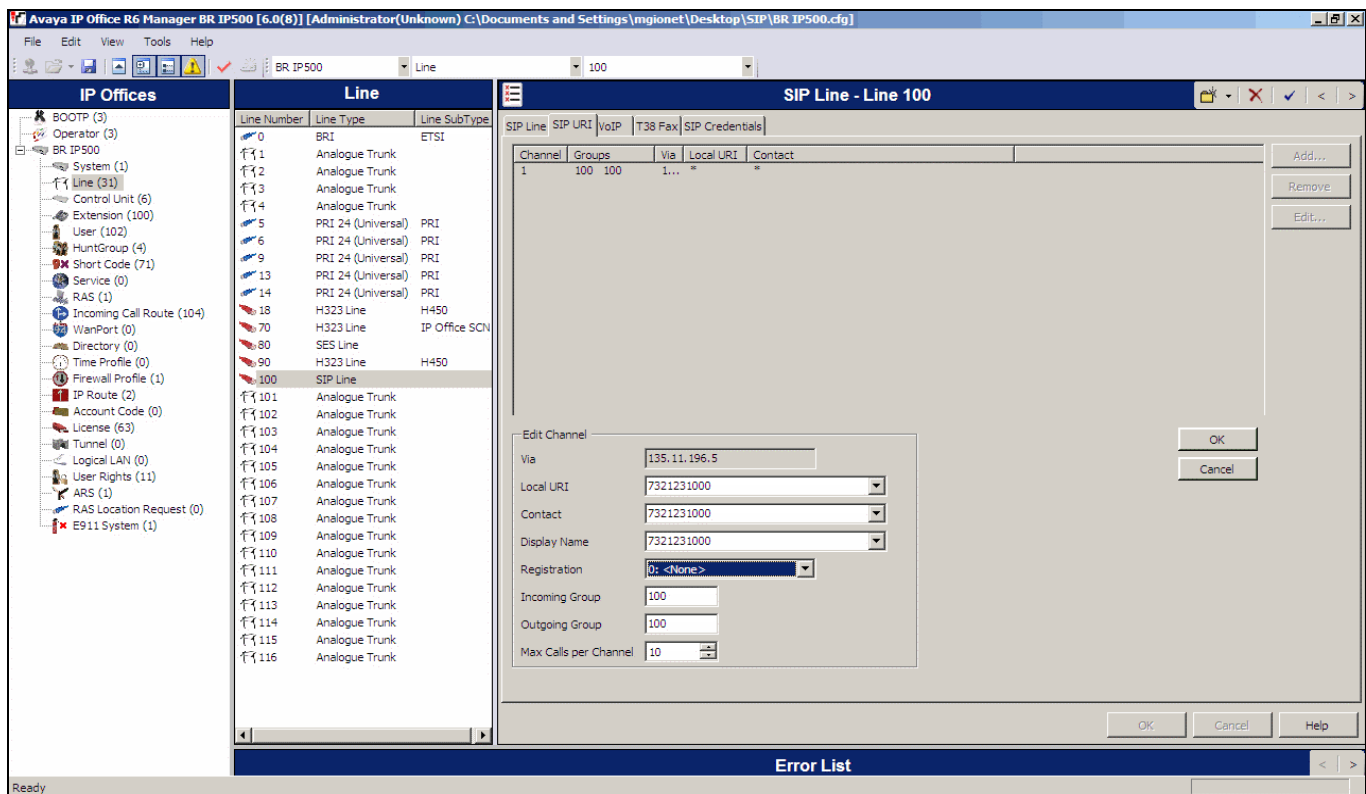 Avaya IP Office R6 Manager BR IP500 [6.0(8)] [Administrator(Unknown) C:\Documents and Settings\mgionet\Desktop\SIP\BR IP500.cfg]
File Edit View Tools Help
BR IP500 Line 100
IP Offices
BOOTP (3)
Operator (3)
BR IP500
System (1)
Line (31)
Control Unit (6)
Extension (100)
User (102)
HuntGroup (4)
Short Code (71)
Service (0)
RAS (1)
Incoming Call Route (104)
WanPort (0)
Directory (0)
Time Profile (0)
Firewall Profile (1)
IP Route (2)
Account Code (0)
License (63)
Tunnel (0)
Logical LAN (0)
User Rights (11)
ARS (1)
RAS Location Request (0)
E911 System (1)
Line
Line Number Line Type Line SubType
0 BRI ETSI
1 Analogue Trunk
2 Analogue Trunk
3 Analogue Trunk
4 Analogue Trunk
5 PRI 24 (Universal) PRI
6 PRI 24 (Universal) PRI
9 PRI 24 (Universal) PRI
13 PRI 24 (Universal) PRI
14 PRI 24 (Universal) PRI
18 H323 Line H450
70 H323 Line IP Office SCN
80 SES Line
90 H323 Line H450
100 SIP Line
101 Analogue Trunk
102 Analogue Trunk
103 Analogue Trunk
104 Analogue Trunk
105 Analogue Trunk
106 Analogue Trunk
107 Analogue Trunk
108 Analogue Trunk
109 Analogue Trunk
110 Analogue Trunk
111 Analogue Trunk
112 Analogue Trunk
113 Analogue Trunk
114 Analogue Trunk
115 Analogue Trunk
116 Analogue Trunk
SIP Line - Line 100
SIP Line SIP URI VoIP T38 Fax SIP Credentials
Channel Groups Via Local URI Contact
1 100 100 1... * *
Add...
Remove
Edit...
Edit Channel
Via 135.11.196.5
Local URI 7321231000
Contact 7321231000
Display Name 7321231000
Registration 0: <None>
Incoming Group 100
Outgoing Group 100
Max Calls per Channel 10
OK
Cancel
OK Cancel Help
Error List
Ready